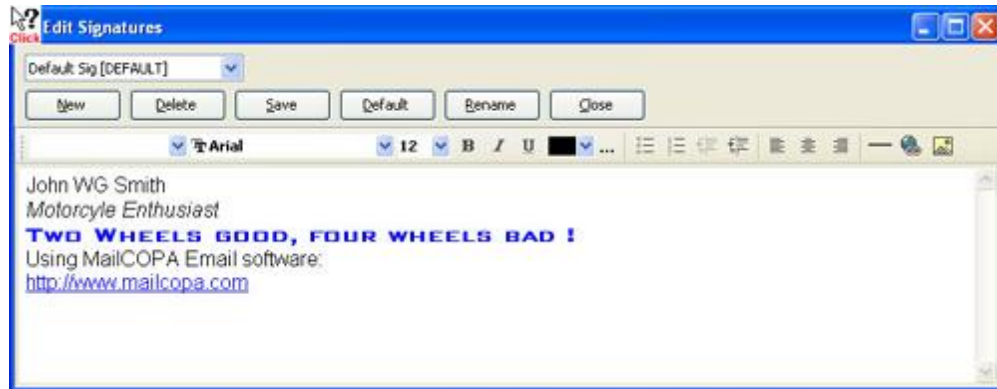 ? Edit Signatures
Click
Default Sig [DEFAULT]
New Delete Save Default Rename Close
Arial 12 B I U ...
John WG Smith
Motorcyle Enthusiast
Two Wheels good, four wheels bad !
Using MailCOPA Email software:
http://www.mailcopa.com